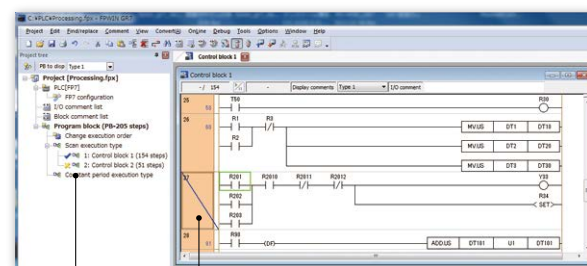 C:¥PLC¥Processing.fpx - FPWIN GR7
Project Edit Find/replace Comment View Convert Online Debug Tools Options Window Help
Project tree
Control block 1
PB to disp Type 1
Project [Processing.fpx]
PLC[FP7]
FP7 configuration
I/O comment list
Block comment list
Program block (PB-205 steps)
Change execution order
Scan execution type
1: Control block 1 (154 steps)
2: Control block 2 (51 steps)
Constant period execution type
Control block 1
-/ 154
Display comments Type 1 I/O comment
25 T50 R30
26 R1 R3 MV.US DT1 DT10
R2 MV.US DT2 DT20
MV.US DT3 DT30
27 R201 R2010 R2011 R2012 Y33
R202 R34
SET
R203
28 R90 (DF) ADD.US DT101 U1 DT101